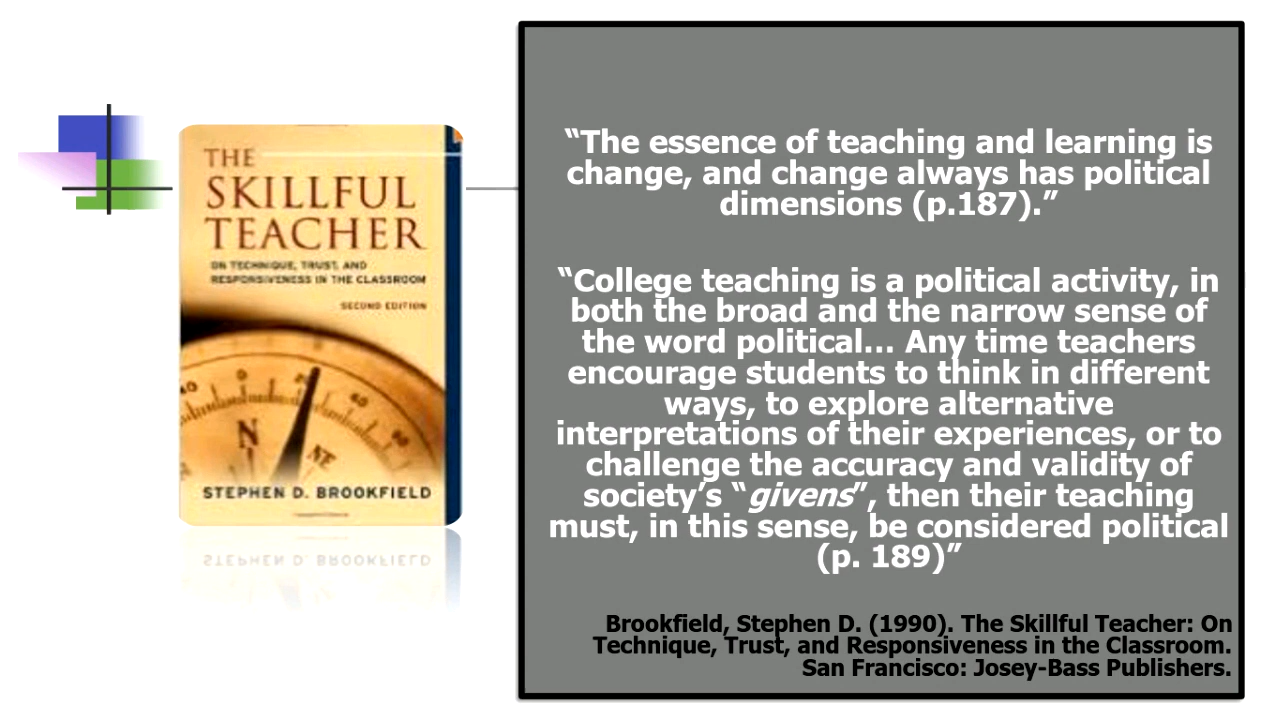 THE
SKILLFUL
TEACHER
ON TECHNIQUE, TRUST, AND
RESPONSIVENESS IN THE CLASSROOM
SECOND EDITION
N
NE
STEPHEN D. BROOKFIELD
“The essence of teaching and learning is
change, and change always has political
dimensions (p.187).”
“College teaching is a political activity, in
both the broad and the narrow sense of
the word political… Any time teachers
encourage students to think in different
ways, to explore alternative
interpretations of their experiences, or to
challenge the accuracy and validity of
society’s “givens”, then their teaching
must, in this sense, be considered political
(p. 189)”
Brookfield, Stephen D. (1990). The Skillful Teacher: On
Technique, Trust, and Responsiveness in the Classroom.
San Francisco: Josey-Bass Publishers.